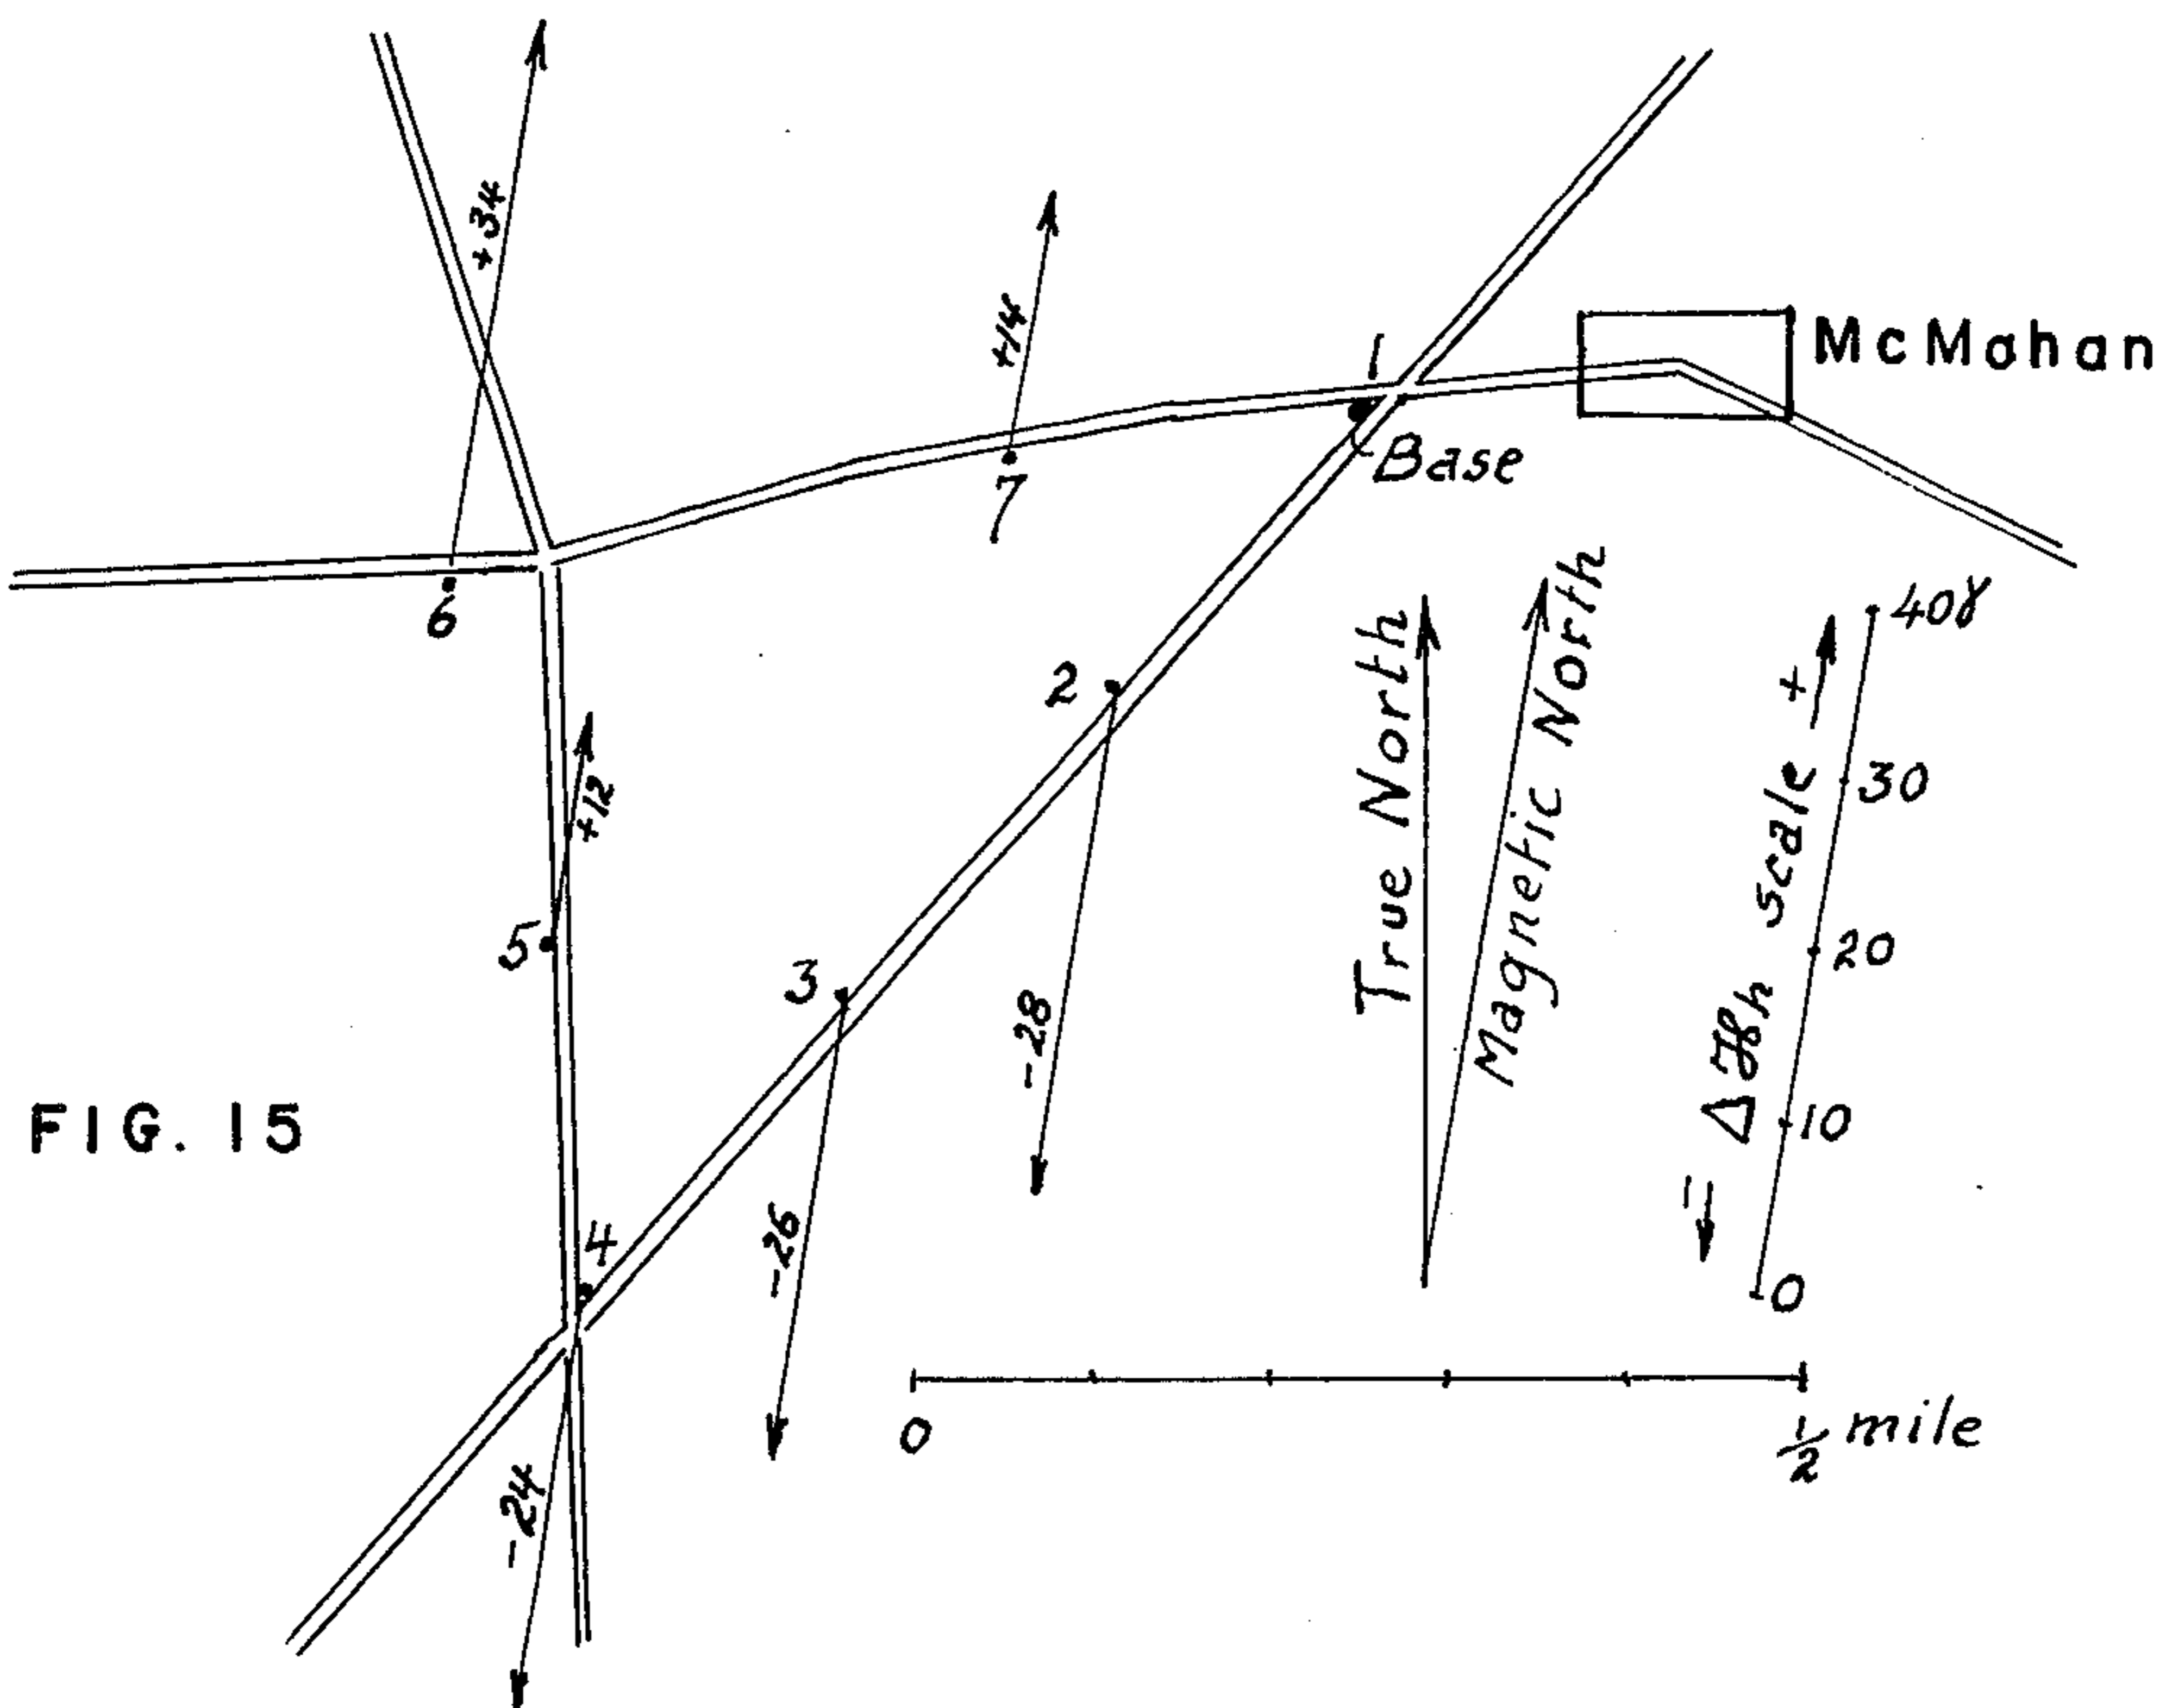 +34
+14
1
McMahan
Base
7
6
2
+12
5
3
-28
-26
4
-24
True North
Magnetic North
Δℋh scale
+
-
40γ
30
20
10
0
0
1/2 mile
FIG. 15